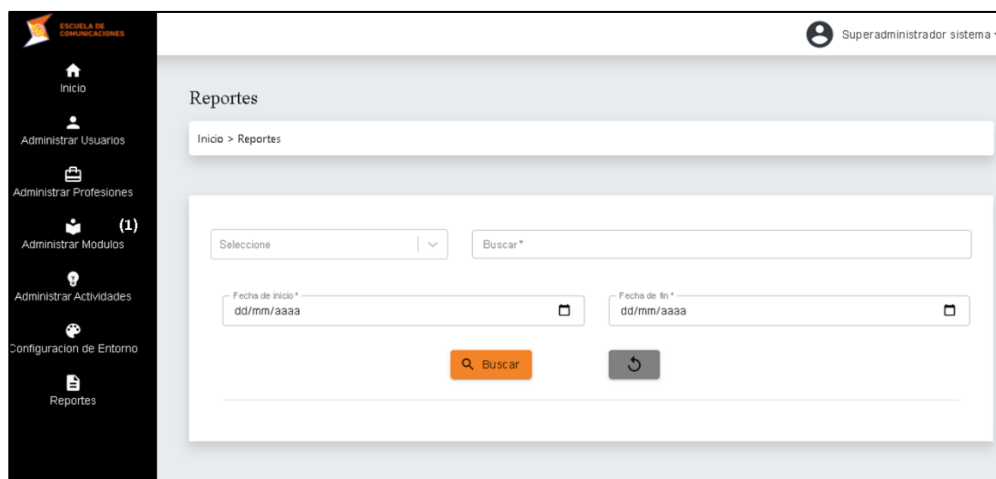 ESCUELA DE
COMUNICACIONES
Superadministrador sistema
Inicio
Administrar Usuarios
Administrar Profesiones
(1)
Administrar Modulos
Administrar Actividades
Configuracion de Entorno
Reportes
Reportes
Inicio > Reportes
Seleccione
Buscar*
Fecha de inicio*
dd/mm/aaaa
Fecha de fin*
dd/mm/aaaa
Buscar